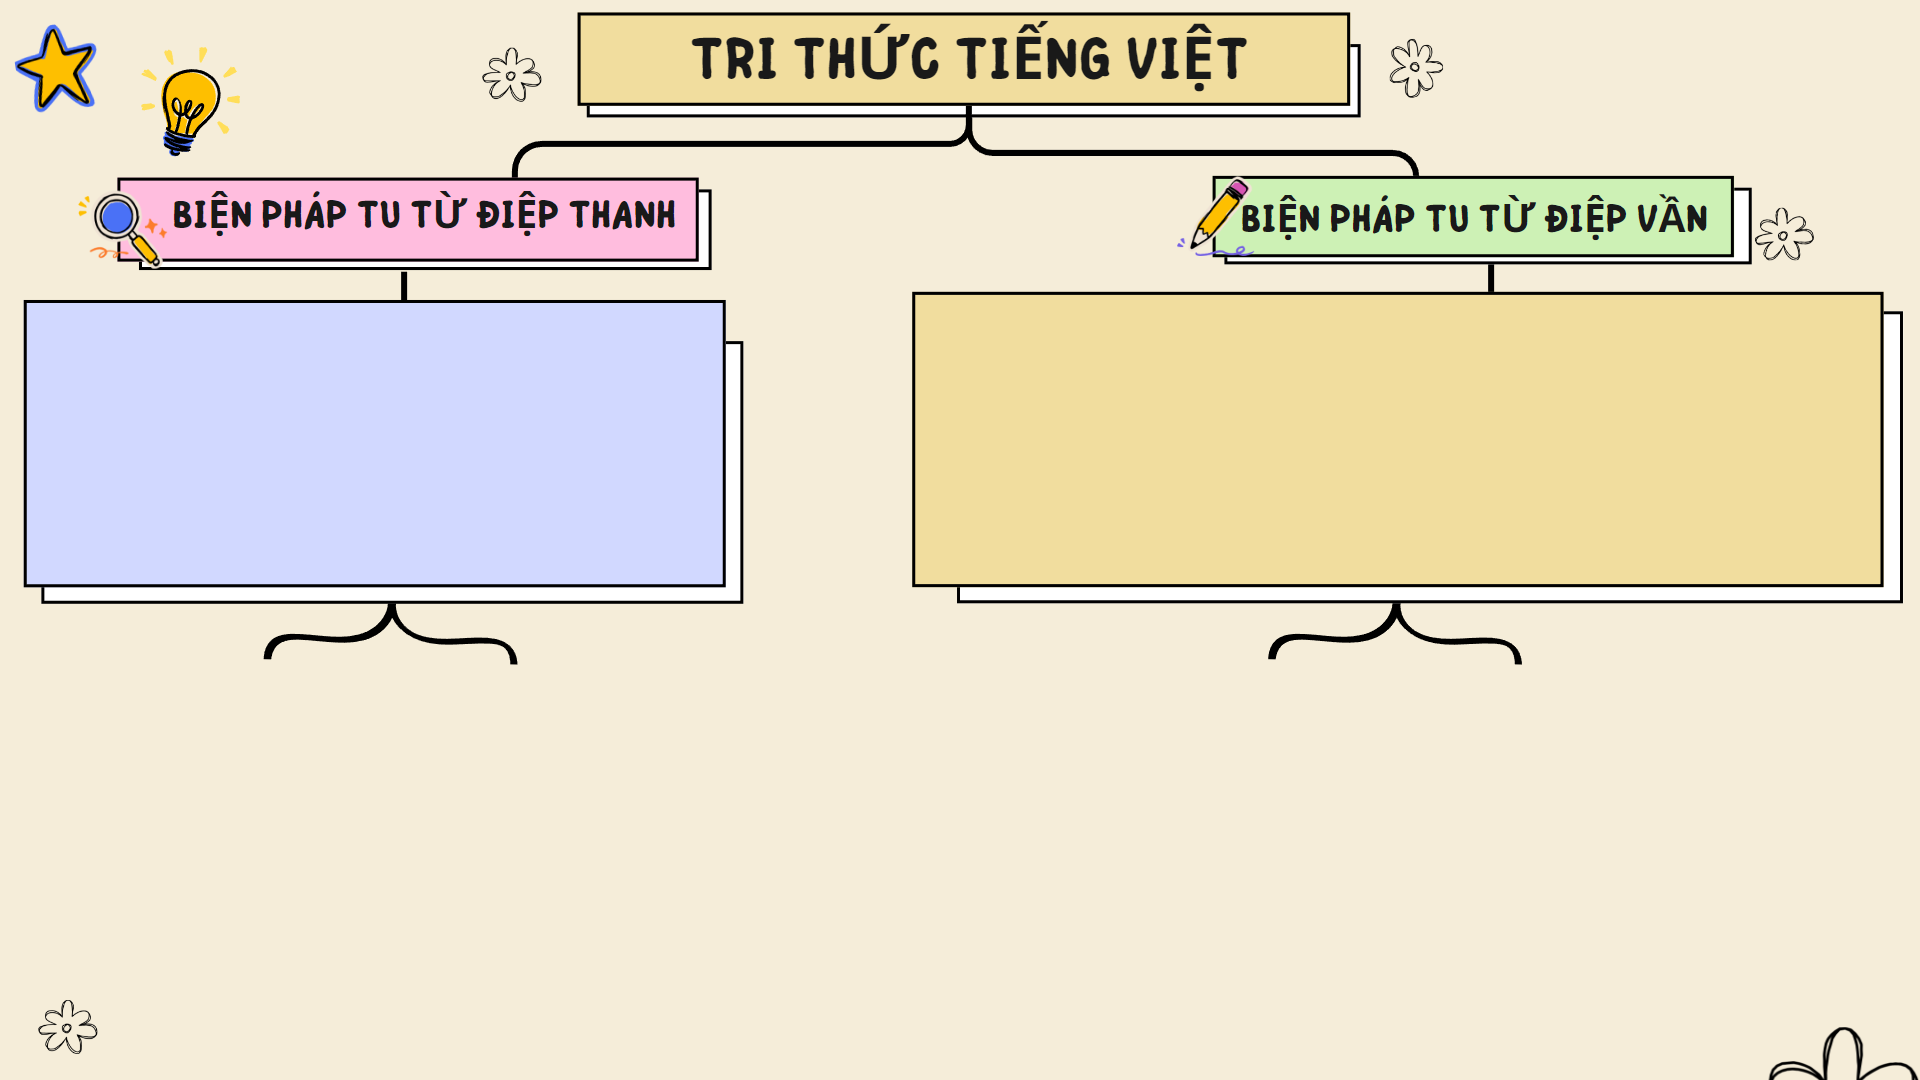 TRI THỨC TIẾNG VIỆT
BIỆN PHÁP TU TỪ ĐIỆP THANH
BIỆN PHÁP TU TỪ ĐIỆP VẦN